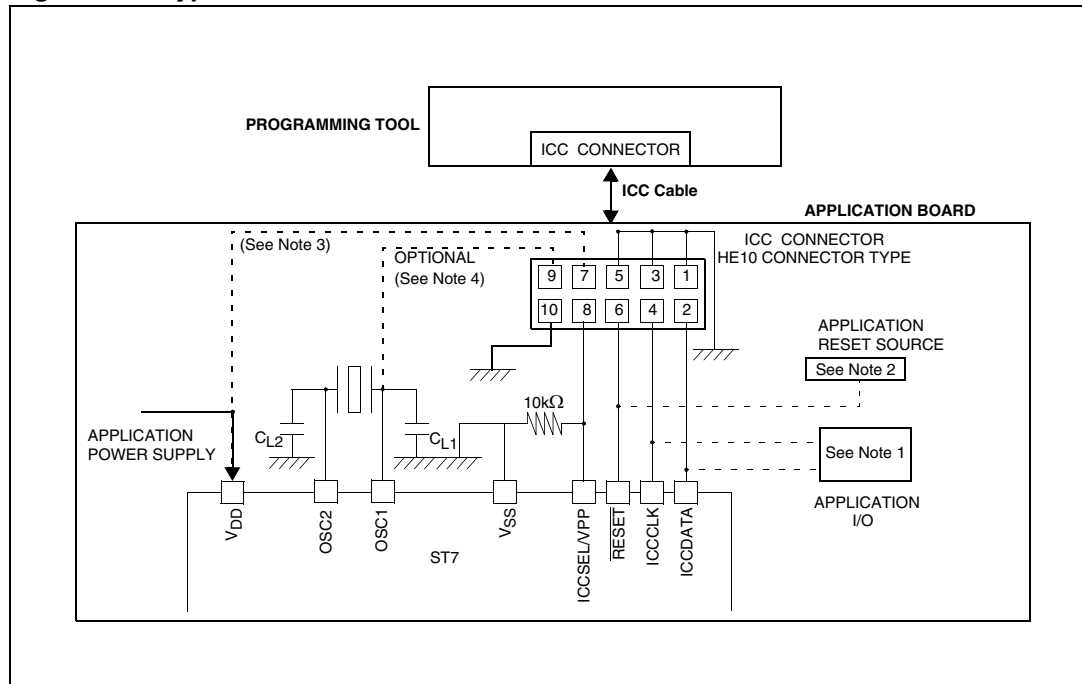 PROGRAMMING TOOL
ICC CONNECTOR
ICC Cable
APPLICATION BOARD
(See Note 3)
OPTIONAL
(See Note 4)
ICC CONNECTOR
HE10 CONNECTOR TYPE
9 7 5 3 1
10 8 6 4 2
APPLICATION
RESET SOURCE
See Note 2
10kΩ
APPLICATION
POWER SUPPLY
CL2
CL1
See Note 1
APPLICATION
I/O
VDD
OSC2
OSC1
VSS
ICCSEL/VPP
RESET
ICCCLK
ICCDATA
ST7